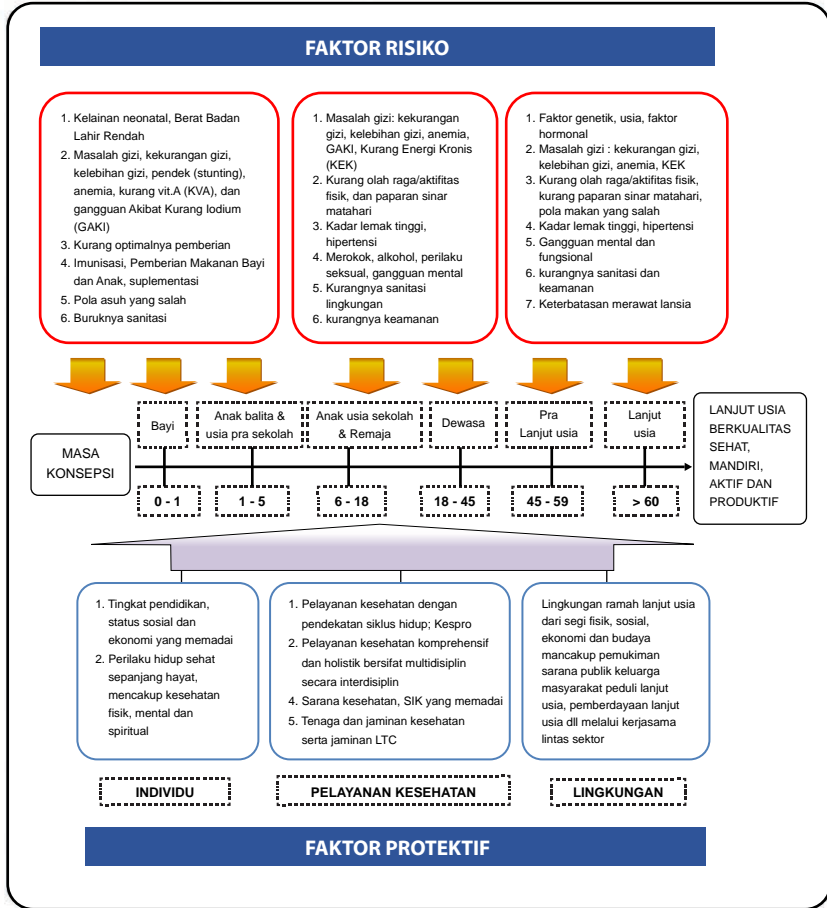 FAKTOR RISIKO
1. Kelainan neonatal, Berat Badan
Lahir Rendah
2. Masalah gizi, kekurangan gizi,
kelebihan gizi, pendek (stunting),
anemia, kurang vit.A (KVA), dan
gangguan Akibat Kurang Iodium
(GAKI)
3. Kurang optimalnya pemberian
4. Imunisasi, Pemberian Makanan Bayi
dan Anak, suplementasi
5. Pola asuh yang salah
6. Buruknya sanitasi
1. Masalah gizi: kekurangan
gizi, kelebihan gizi, anemia,
GAKI, Kurang Energi Kronis
(KEK)
2. Kurang olah raga/aktifitas
fisik, dan paparan sinar
matahari
3. Kadar lemak tinggi,
hipertensi
4. Merokok, alkohol, perilaku
seksual, gangguan mental
5. Kurangnya sanitasi
lingkungan
6. kurangnya keamanan
1. Faktor genetik, usia, faktor
hormonal
2. Masalah gizi : kekurangan gizi,
kelebihan gizi, anemia, KEK
3. Kurang olah raga/aktifitas fisik,
kurang paparan sinar matahari,
pola makan yang salah
4. Kadar lemak tinggi, hipertensi
5. Gangguan mental dan
fungsional
6. kurangnya sanitasi dan
keamanan
7. Keterbatasan merawat lansia
MASA
KONSEPSI
Bayi
Anak balita &
usia pra sekolah
Anak usia sekolah
& Remaja
Dewasa
Pra
Lanjut usia
Lanjut
usia
0 - 1
1 - 5
6 - 18
18 - 45
45 - 59
> 60
LANJUT USIA
BERKUALITAS
SEHAT,
MANDIRI,
AKTIF DAN
PRODUKTIF
1. Tingkat pendidikan,
status sosial dan
ekonomi yang memadai
2. Perilaku hidup sehat
sepanjang hayat,
mencakup kesehatan
fisik, mental dan
spiritual
1. Pelayanan kesehatan dengan
pendekatan siklus hidup; Kespro
2. Pelayanan kesehatan komprehensif
dan holistik bersifat multidisiplin
secara interdisiplin
4. Sarana kesehatan, SIK yang memadai
5. Tenaga dan jaminan kesehatan
serta jaminan LTC
Lingkungan ramah lanjut usia
dari segi fisik, sosial,
ekonomi dan budaya
mancakup pemukiman
sarana publik keluarga
masyarakat peduli lanjut
usia, pemberdayaan lanjut
usia dll melalui kerjasama
lintas sektor
INDIVIDU
PELAYANAN KESEHATAN
LINGKUNGAN
FAKTOR PROTEKTIF